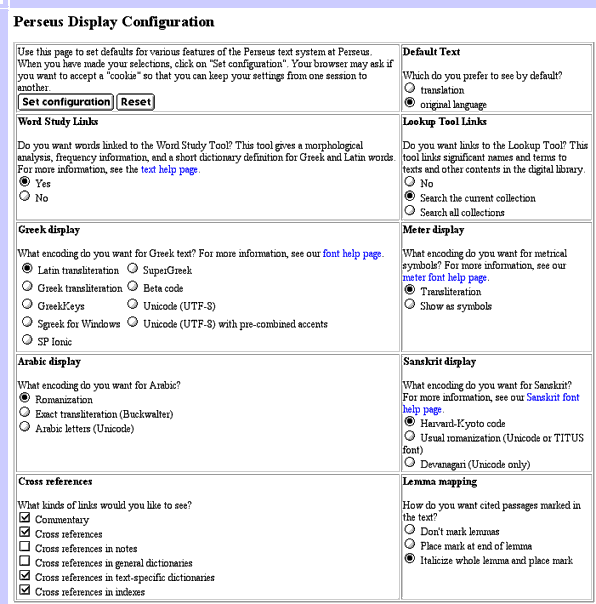 Perseus Display Configuration
Use this page to set defaults for various features of the Perseus text system at Perseus.
When you have made your selections, click on "Set configuration". Your browser may ask if
you want to accept a "cookie" so that you can keep your settings from one session to
another.
Set configuration Reset
Default Text
Which do you prefer to see by default?
translation
original language
Word Study Links
Do you want words linked to the Word Study Tool? This tool gives a morphological
analysis, frequency information, and a short dictionary definition for Greek and Latin words.
For more information, see the text help page.
Yes
No
Lookup Tool Links
Do you want links to the Lookup Tool? This
tool links significant names and terms to
texts and other contents in the digital library.
No
Search the current collection
Search all collections
Greek display
What encoding do you want for Greek text? For more information, see our font help page.
Latin transliteration SuperGreek
Greek transliteration Beta code
GreekKeys Unicode (UTF-8)
Sgreek for Windows Unicode (UTF-8) with pre-combined accents
SP Ionic
Meter display
What encoding do you want for metrical
symbols? For more information, see our
meter font help page.
Transliteration
Show as symbols
Arabic display
What encoding do you want for Arabic?
Romanization
Exact transliteration (Buckwalter)
Arabic letters (Unicode)
Sanskrit display
What encoding do you want for Sanskrit?
For more information, see our Sanskrit font
help page.
Harvard-Kyoto code
Usual romanization (Unicode or TITUS
font)
Devanagari (Unicode only)
Cross references
What kinds of links would you like to see?
Commentary
Cross references
Cross references in notes
Cross references in general dictionaries
Cross references in text-specific dictionaries
Cross references in indexes
Lemma mapping
How do you want cited passages marked in
the text?
Don't mark lemmas
Place mark at end of lemma
Italicize whole lemma and place mark